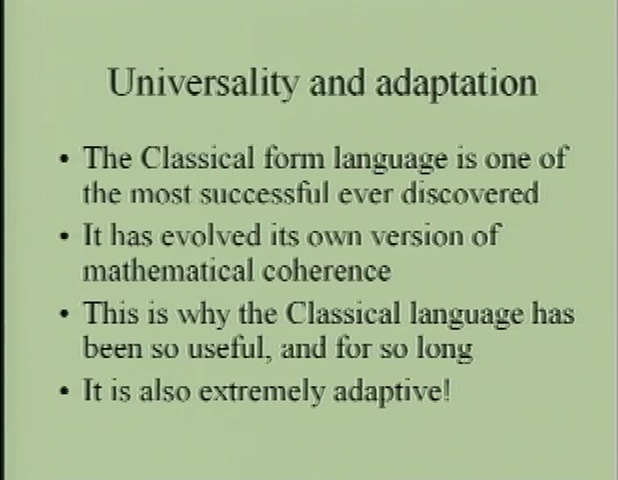 Universality and adaptation
• The Classical form language is one of
the most successful ever discovered
• It has evolved its own version of
mathematical coherence
• This is why the Classical language has
been so useful, and for so long
• It is also extremely adaptive!